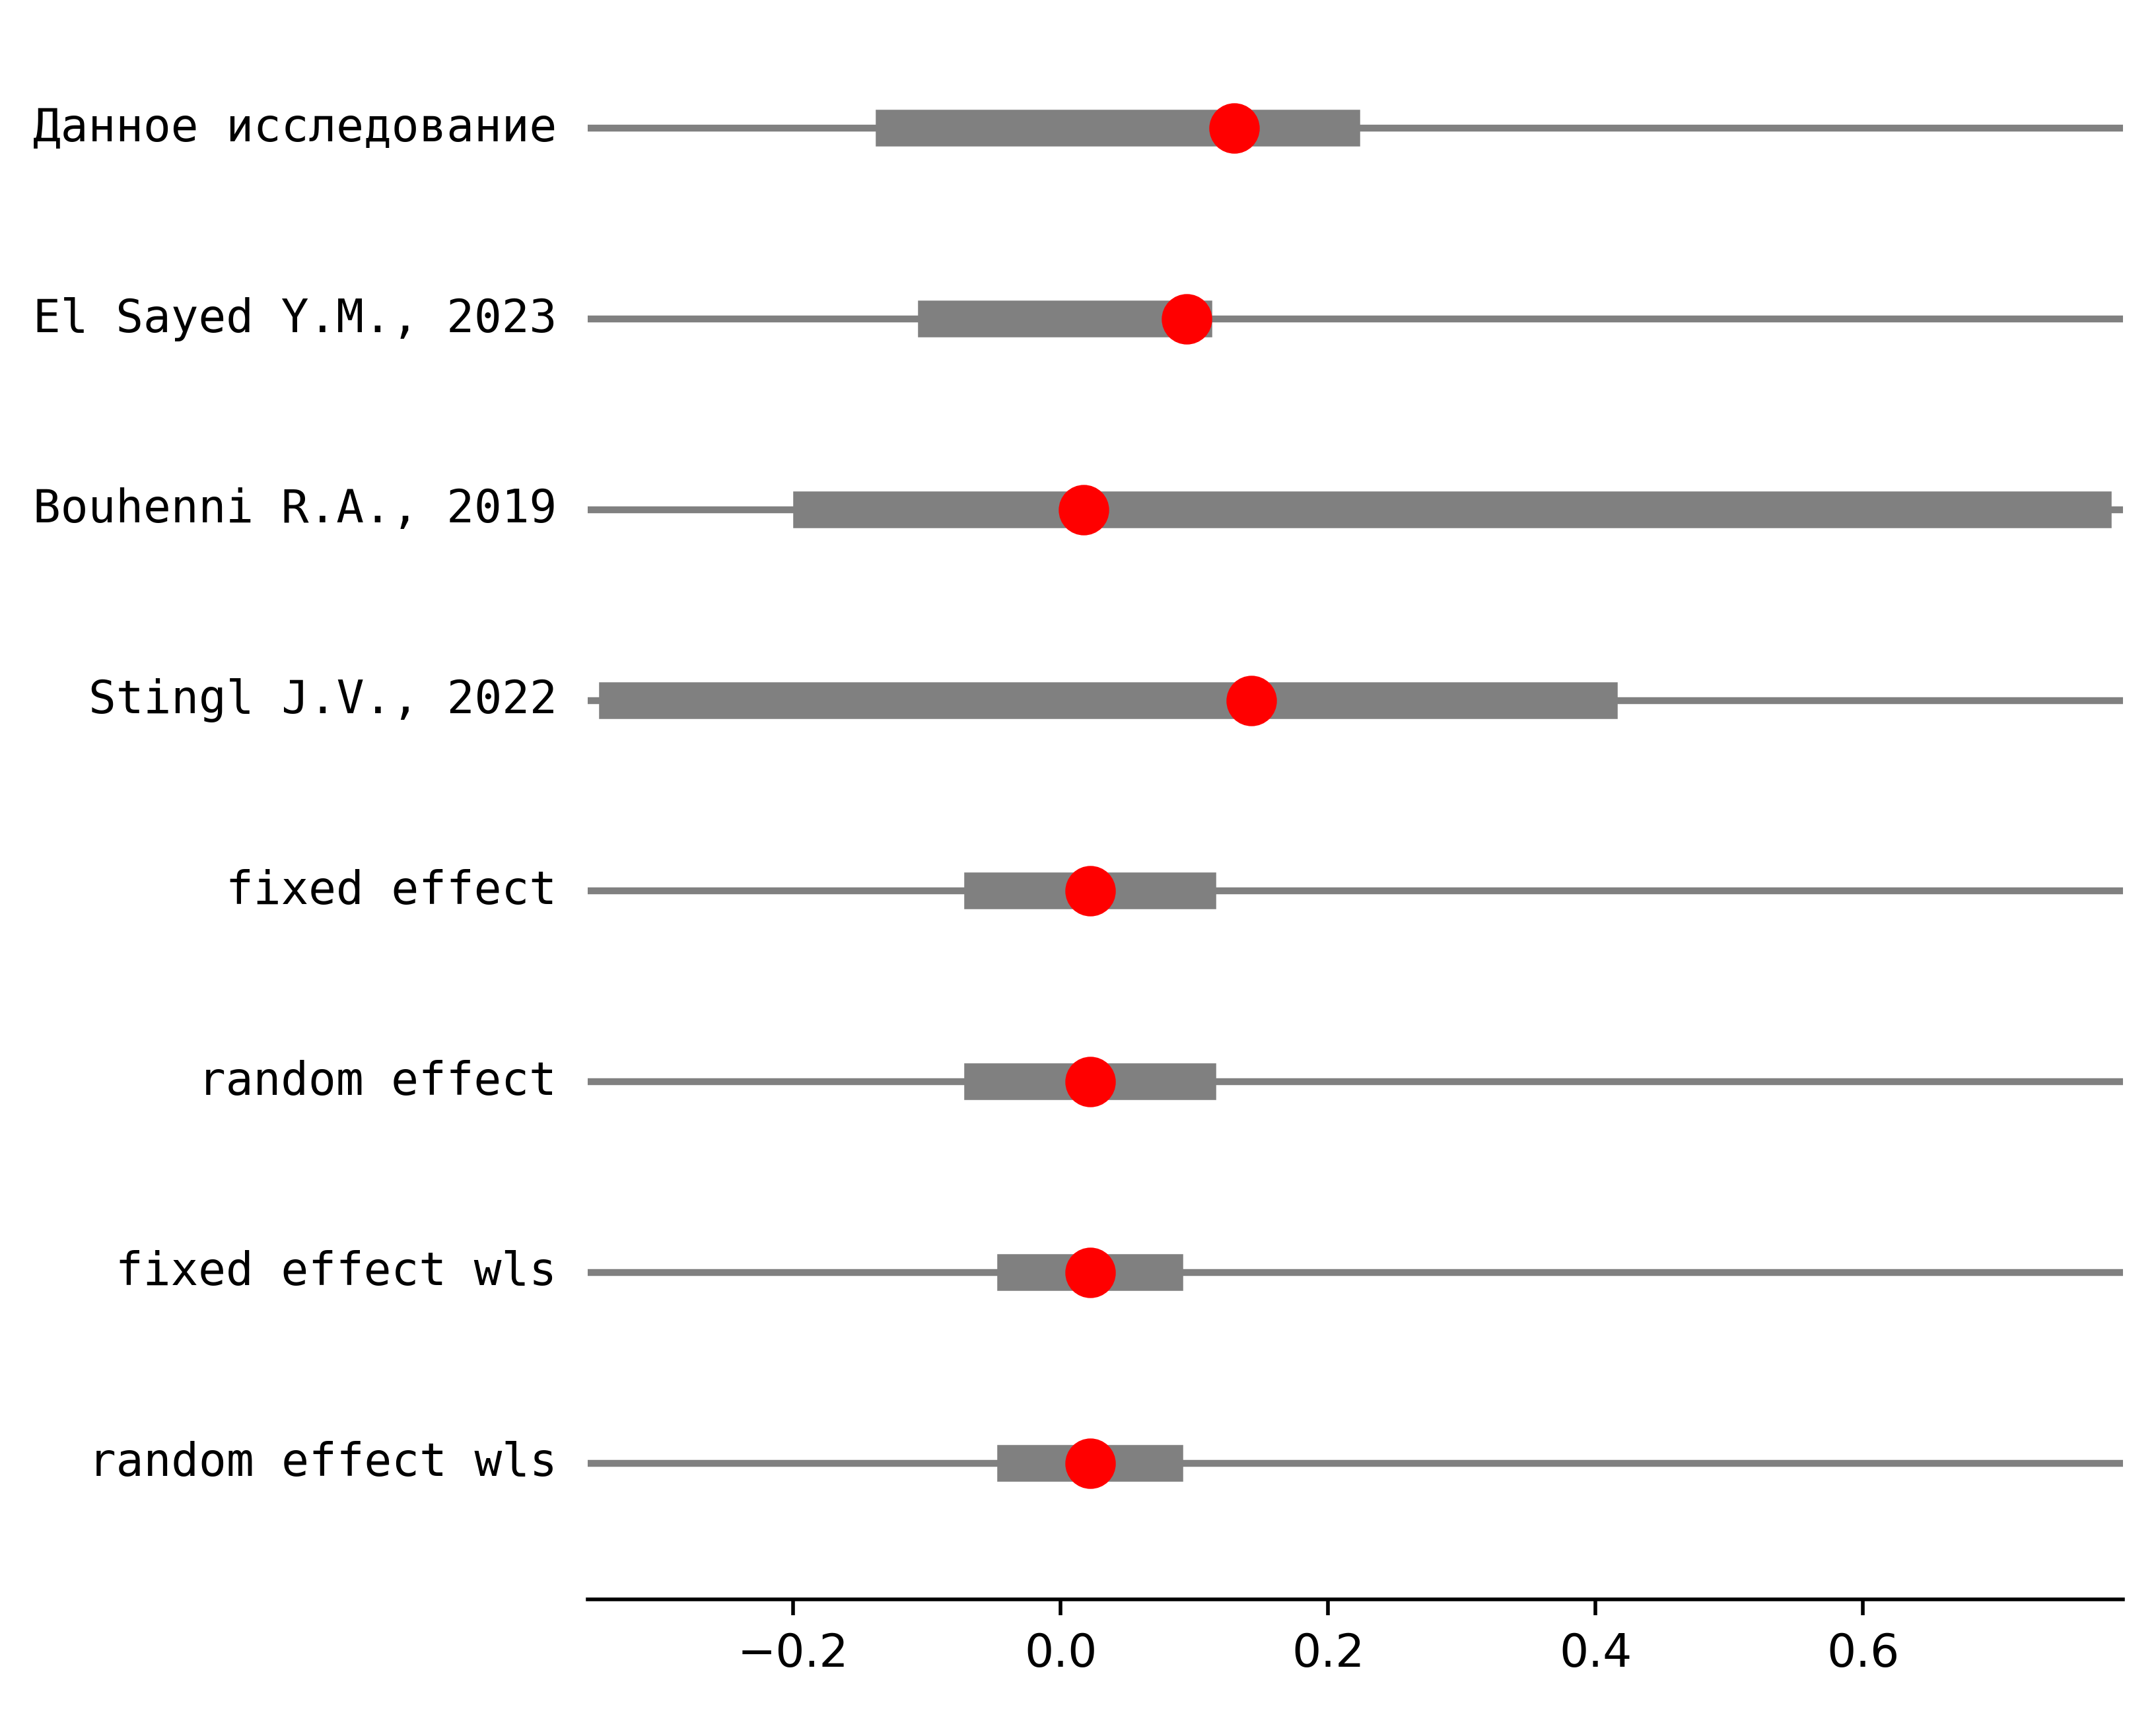 Данное исследование
El Sayed Y.M., 2023
Bouhenni R.A., 2019
Stingl J.V., 2022
fixed effect
random effect
fixed effect wls
random effect wls
−0.2 0.0 0.2 0.4 0.6